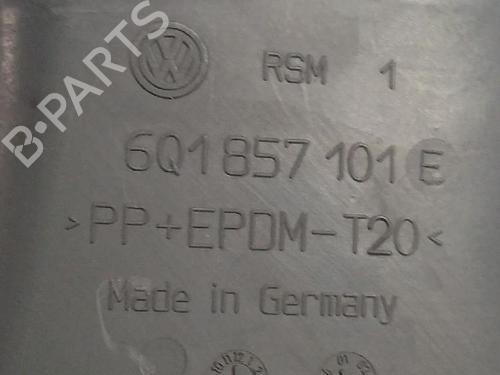 B-PARTS
RSM 1
6Q1 857 101 E
>PP+EPDM-T20<
Made in Germany